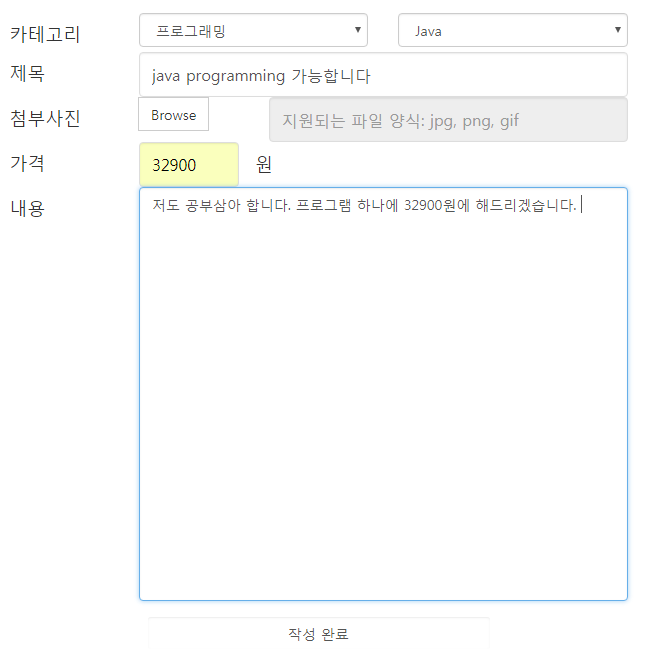 카테고리 프로그래밍 Java
제목 java programming 가능합니다
첨부사진 Browse 지원되는 파일 양식: jpg, png, gif
가격 32900 원
내용 저도 공부삼아 합니다. 프로그램 하나에 32900원에 해드리겠습니다.
작성 완료